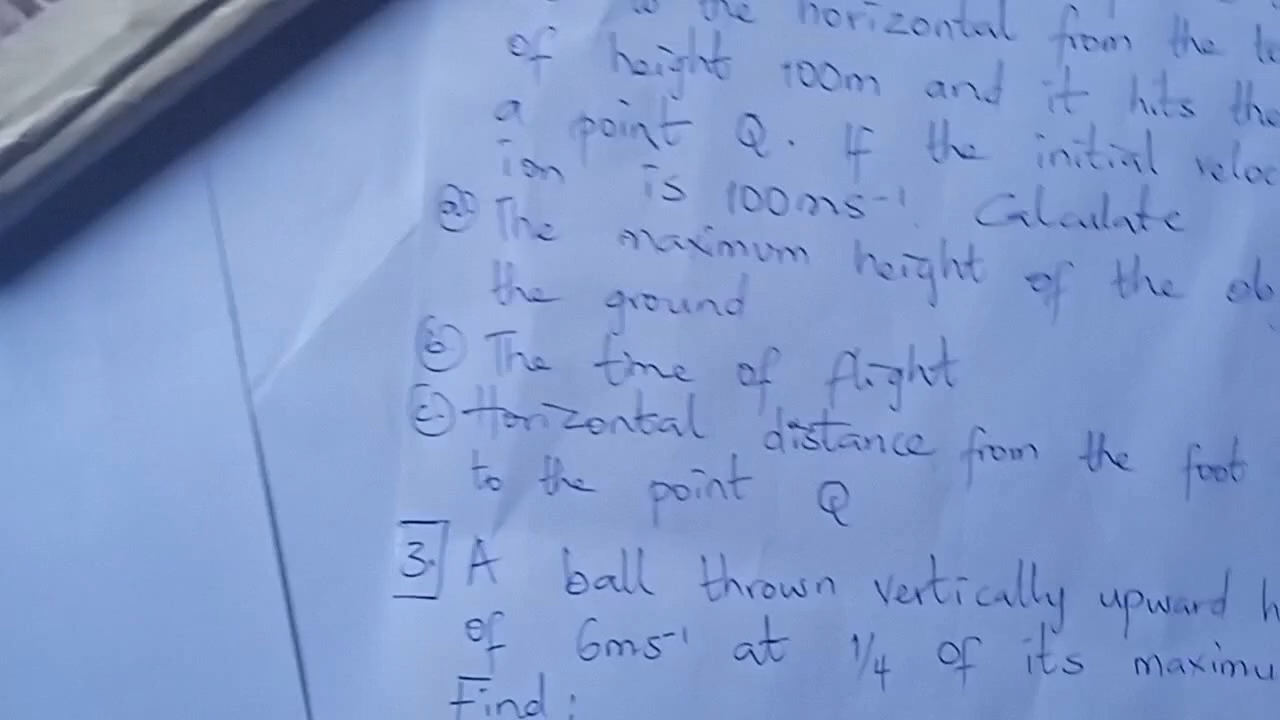 to the horizontal from the
of height 100m and it hits the
a point Q. If the initial
ion is 100ms⁻¹. Calculate
(a) The maximum height of the
the ground
(b) The time of flight
(c) Horizontal distance from the foot
to the point Q
3. A ball thrown vertically upward
of 6ms⁻¹ at 1/4 of its
Find: